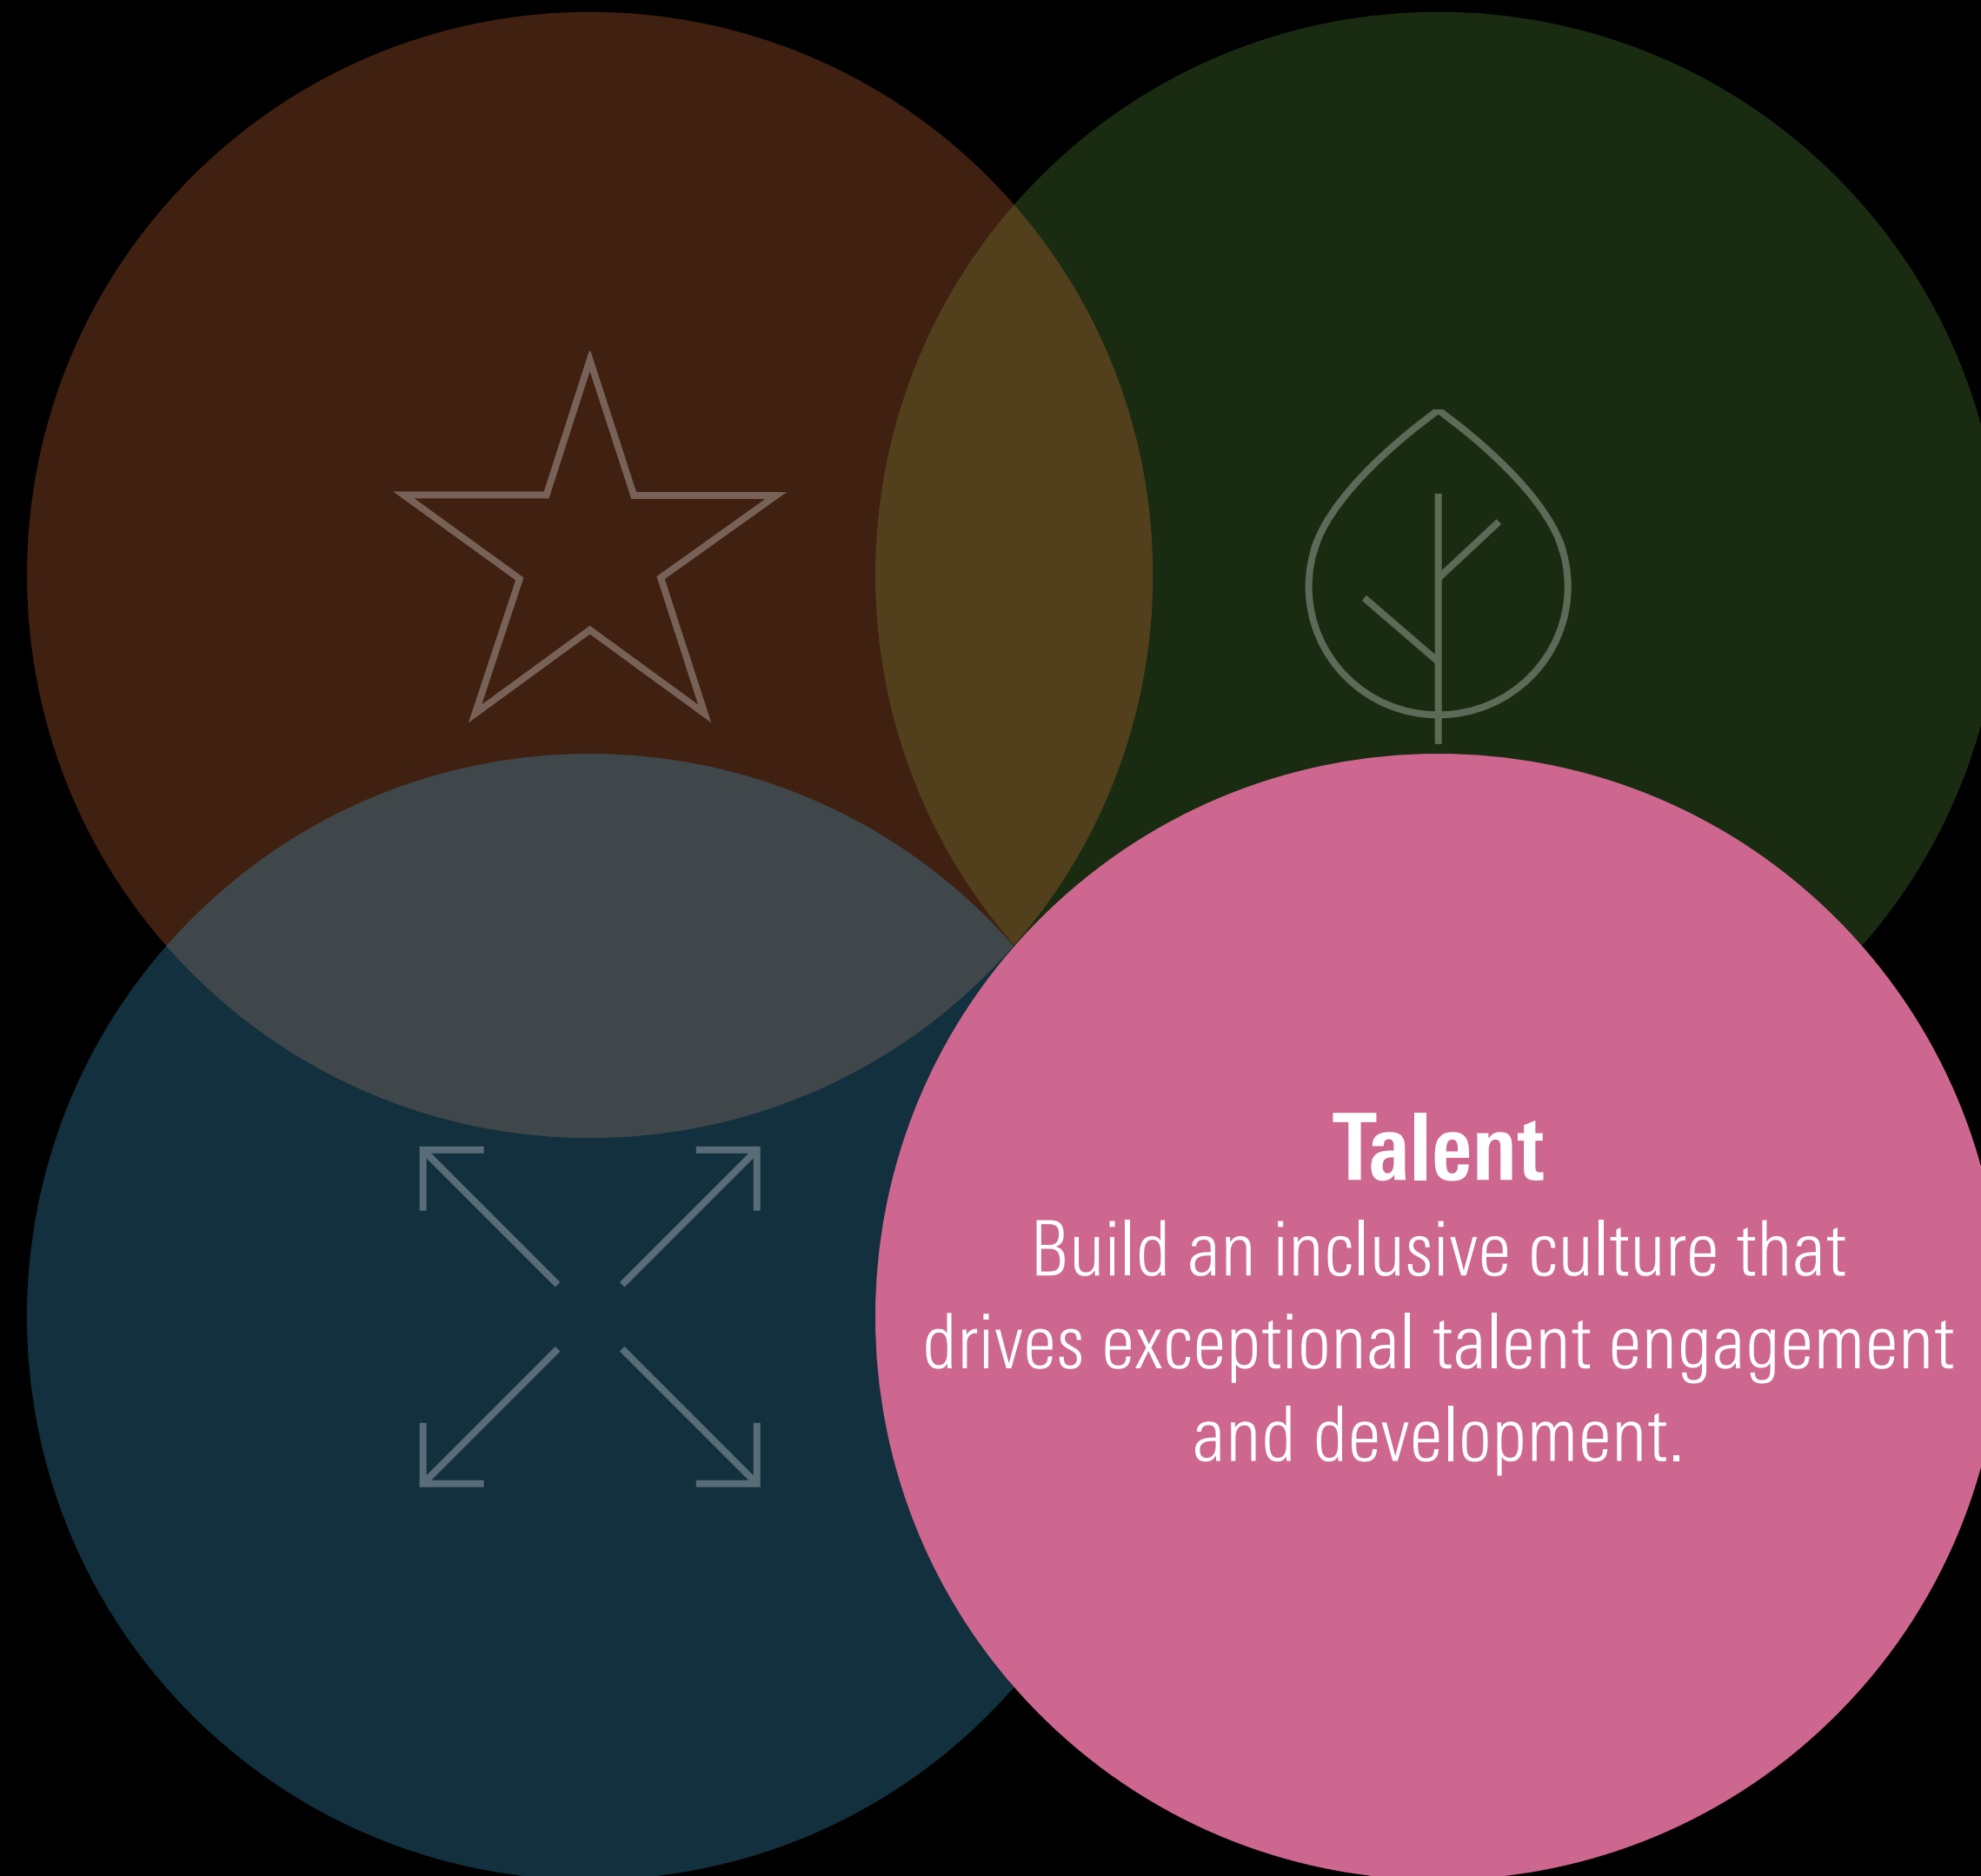 Talent
Build an inclusive culture that
drives exceptional talent engagement
and development.